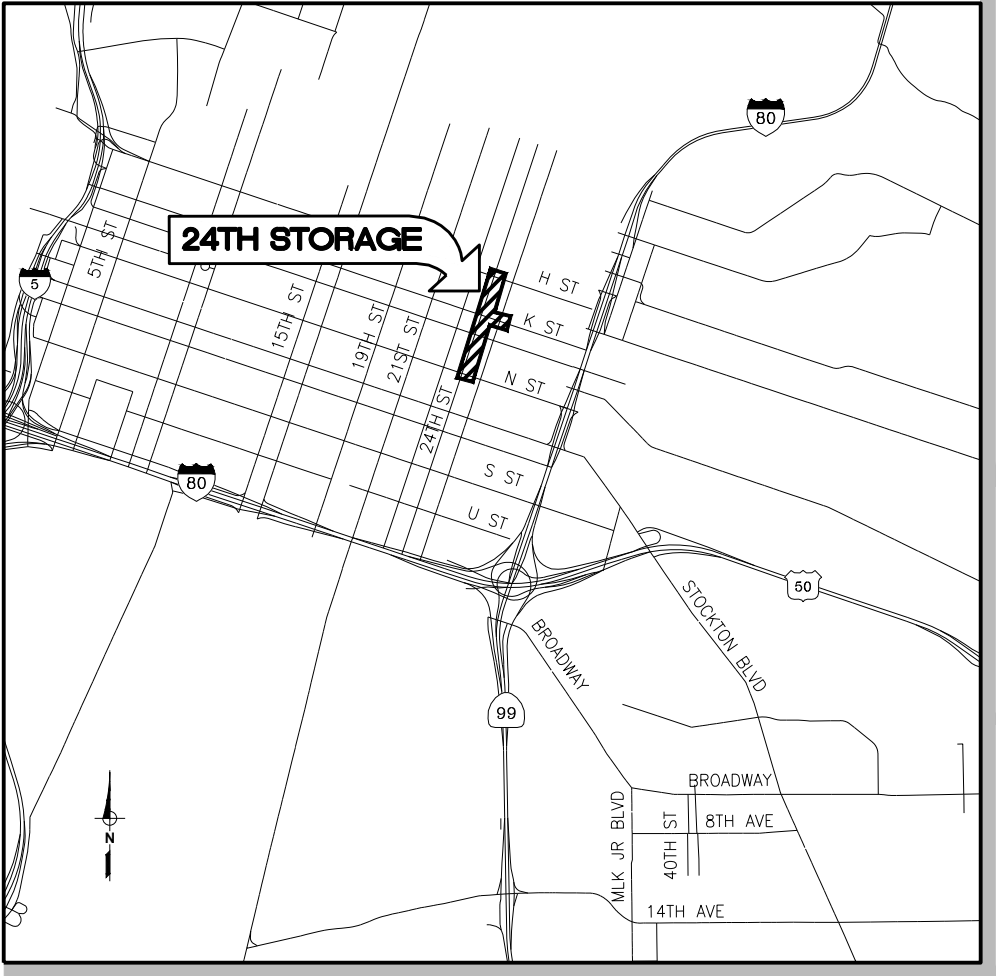 80
24TH STORAGE
5TH ST
5
H ST
K ST
15TH ST
19TH ST
21ST ST
N ST
24TH ST
S ST
80
U ST
50
STOCKTON BLVD
BROADWAY
99
BROADWAY
MLK JR BLVD
40TH ST
8TH AVE
N
14TH AVE